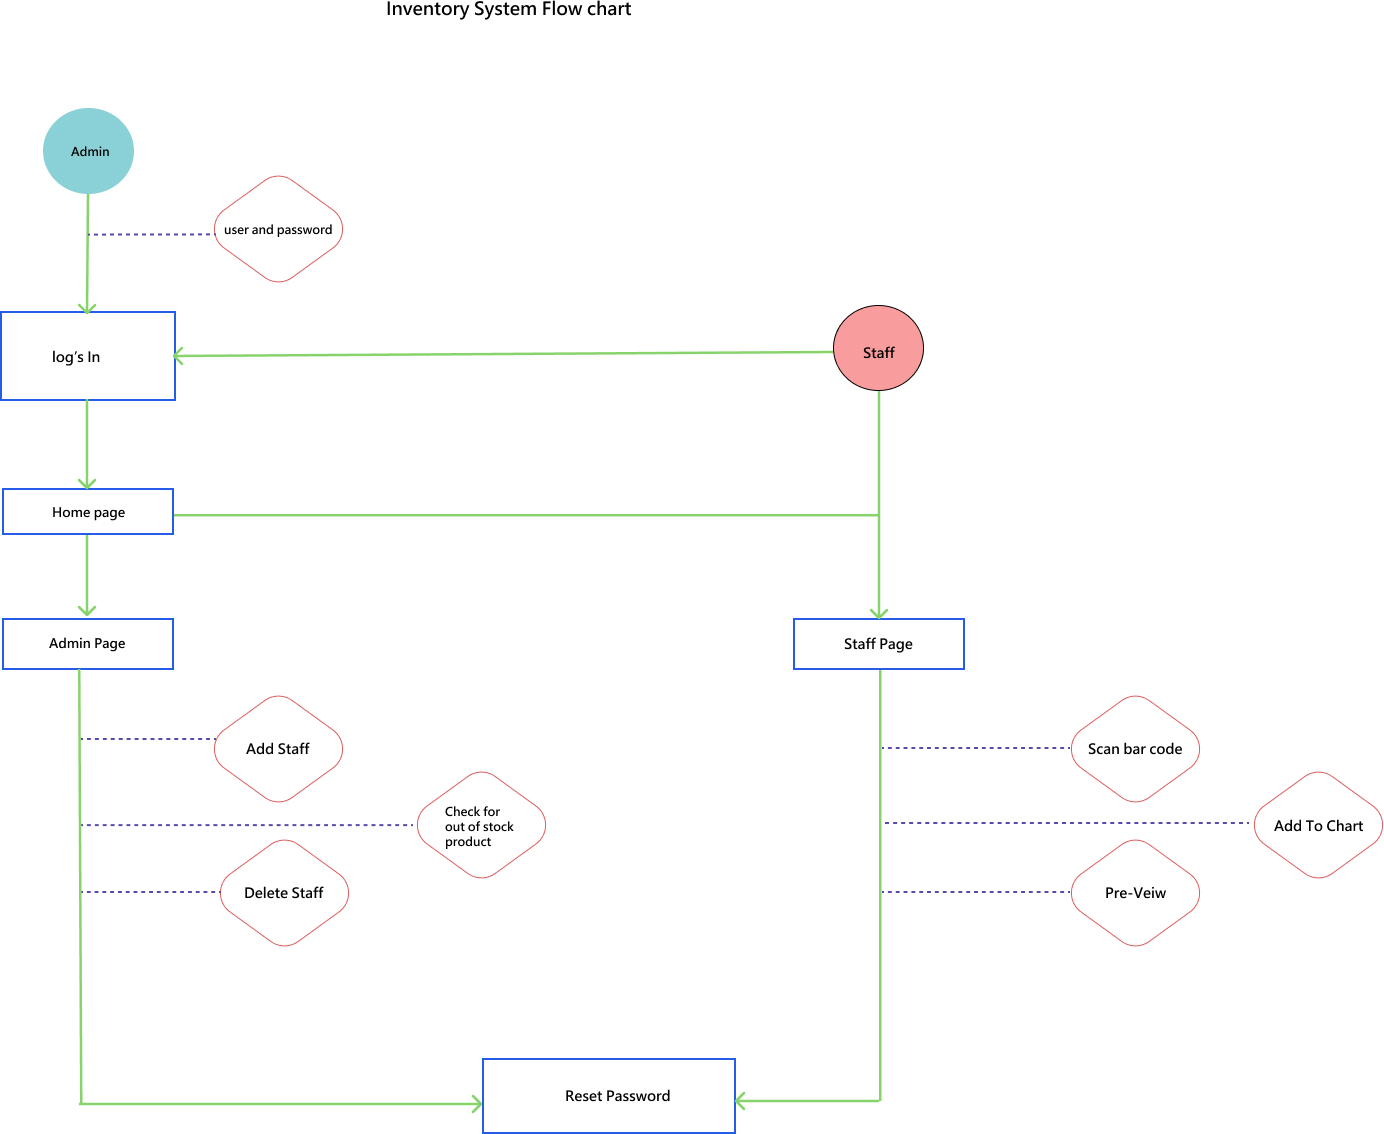 Inventory System Flow chart
Admin
user and password
log's In
Staff
Home page
Admin Page
Staff Page
Add Staff
Scan bar code
Check for
out of stock
product
Add To Chart
Delete Staff
Pre-Veiw
Reset Password